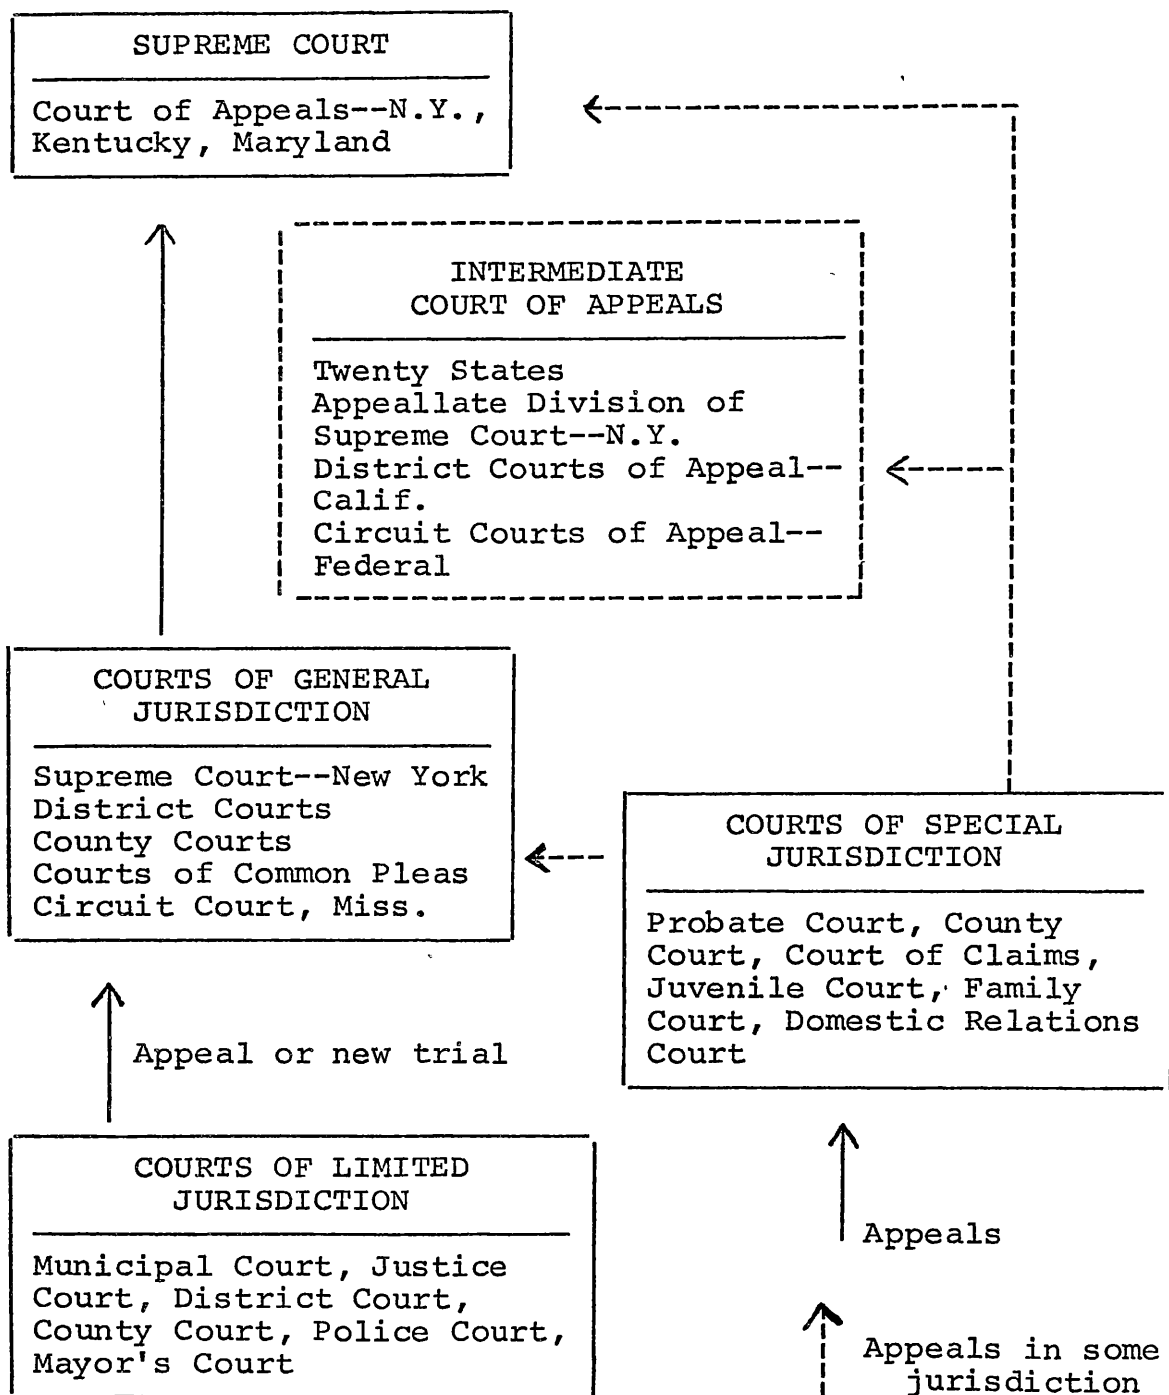 SUPREME COURT
Court of Appeals--N.Y.,
Kentucky, Maryland
INTERMEDIATE
COURT OF APPEALS
Twenty States
Appeallate Division of
Supreme Court--N.Y.
District Courts of Appeal--
Calif.
Circuit Courts of Appeal--
Federal
COURTS OF GENERAL
JURISDICTION
Supreme Court--New York
District Courts
County Courts
Courts of Common Pleas
Circuit Court, Miss.
COURTS OF SPECIAL
JURISDICTION
Probate Court, County
Court, Court of Claims,
Juvenile Court, Family
Court, Domestic Relations
Court
Appeal or new trial
COURTS OF LIMITED
JURISDICTION
Municipal Court, Justice
Court, District Court,
County Court, Police Court,
Mayor's Court
Appeals
Appeals in some
jurisdiction